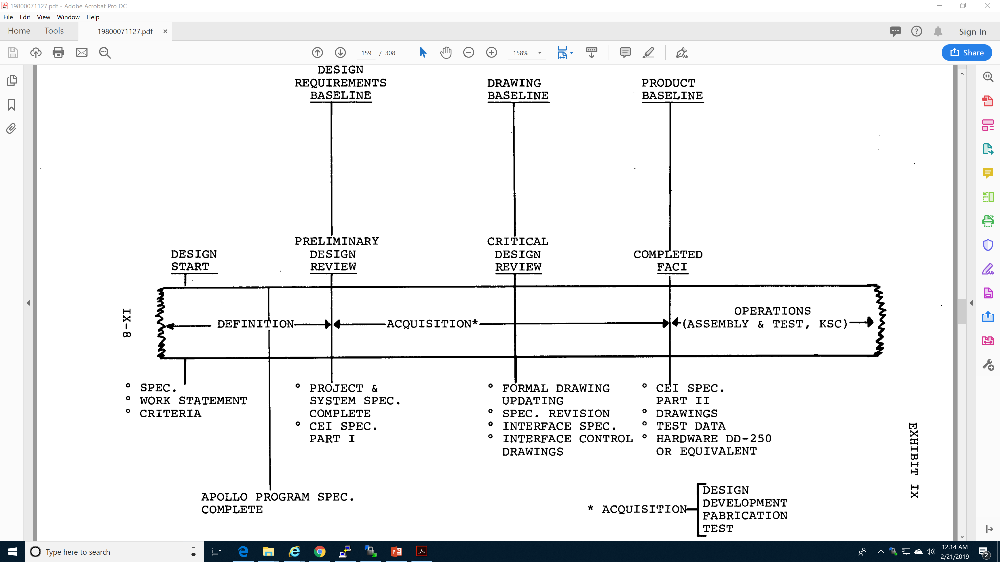 19800071127.pdf - Adobe Acrobat Pro DC
File Edit View Window Help
Home Tools 19800071127.pdf × Sign In
159 / 308 158% Share
DESIGN
REQUIREMENTS
BASELINE
DRAWING
BASELINE
PRODUCT
BASELINE
DESIGN
START
PRELIMINARY
DESIGN
REVIEW
CRITICAL
DESIGN
REVIEW
COMPLETED
FACI
IX-8
DEFINITION
ACQUISITION*
OPERATIONS
(ASSEMBLY & TEST, KSC)
° SPEC.
° WORK STATEMENT
° CRITERIA
° PROJECT &
SYSTEM SPEC.
COMPLETE
° CEI SPEC.
PART I
° FORMAL DRAWING
UPDATING
° SPEC. REVISION
° INTERFACE SPEC.
° INTERFACE CONTROL
DRAWINGS
° CEI SPEC.
PART II
° DRAWINGS
° TEST DATA
° HARDWARE DD-250
OR EQUIVALENT
EXHIBIT IX
APOLLO PROGRAM SPEC.
COMPLETE
* ACQUISITION
DESIGN
DEVELOPMENT
FABRICATION
TEST
Type here to search
12:14 AM
2/21/2019
2